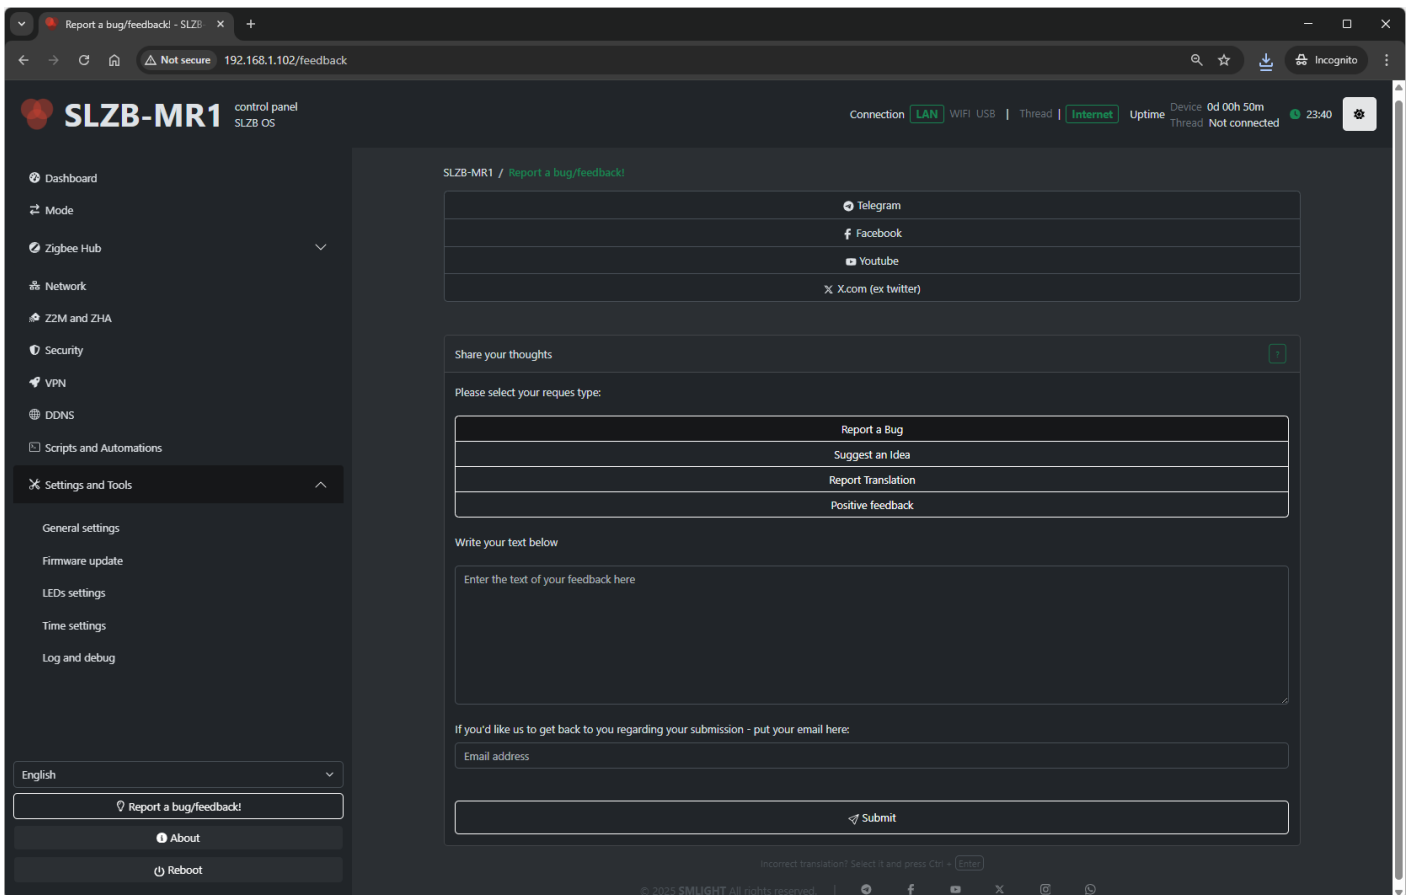 Report a bug/feedback! - SLZB-
Not secure 192.168.1.102/feedback
Incognito
SLZB-MR1
control panel
SLZB OS
Connection LAN WIFI USB | Thread | Internet Uptime
Device 0d 00h 50m
Thread Not connected
23:40
Dashboard
Mode
Zigbee Hub
Network
Z2M and ZHA
Security
VPN
DDNS
Scripts and Automations
Settings and Tools
General settings
Firmware update
LEDs settings
Time settings
Log and debug
English
Report a bug/feedback!
About
Reboot
SLZB-MR1 / Report a bug/feedback!
Telegram
Facebook
Youtube
X.com (ex twitter)
Share your thoughts
?
Please select your reques type:
Report a Bug
Suggest an Idea
Report Translation
Positive feedback
Write your text below
Enter the text of your feedback here
If you'd like us to get back to you regarding your submission - put your email here:
Email address
Submit
Incorrect translation? Select it and press Ctrl + Enter
© 2025 SMLIGHT All rights reserved. |